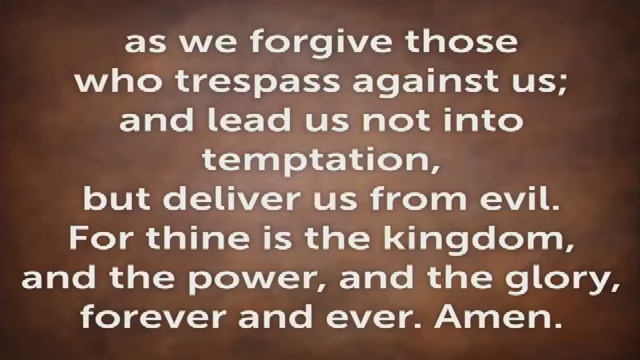 as we forgive those
who trespass against us;
and lead us not into
temptation,
but deliver us from evil.
For thine is the kingdom,
and the power, and the glory,
forever and ever. Amen.